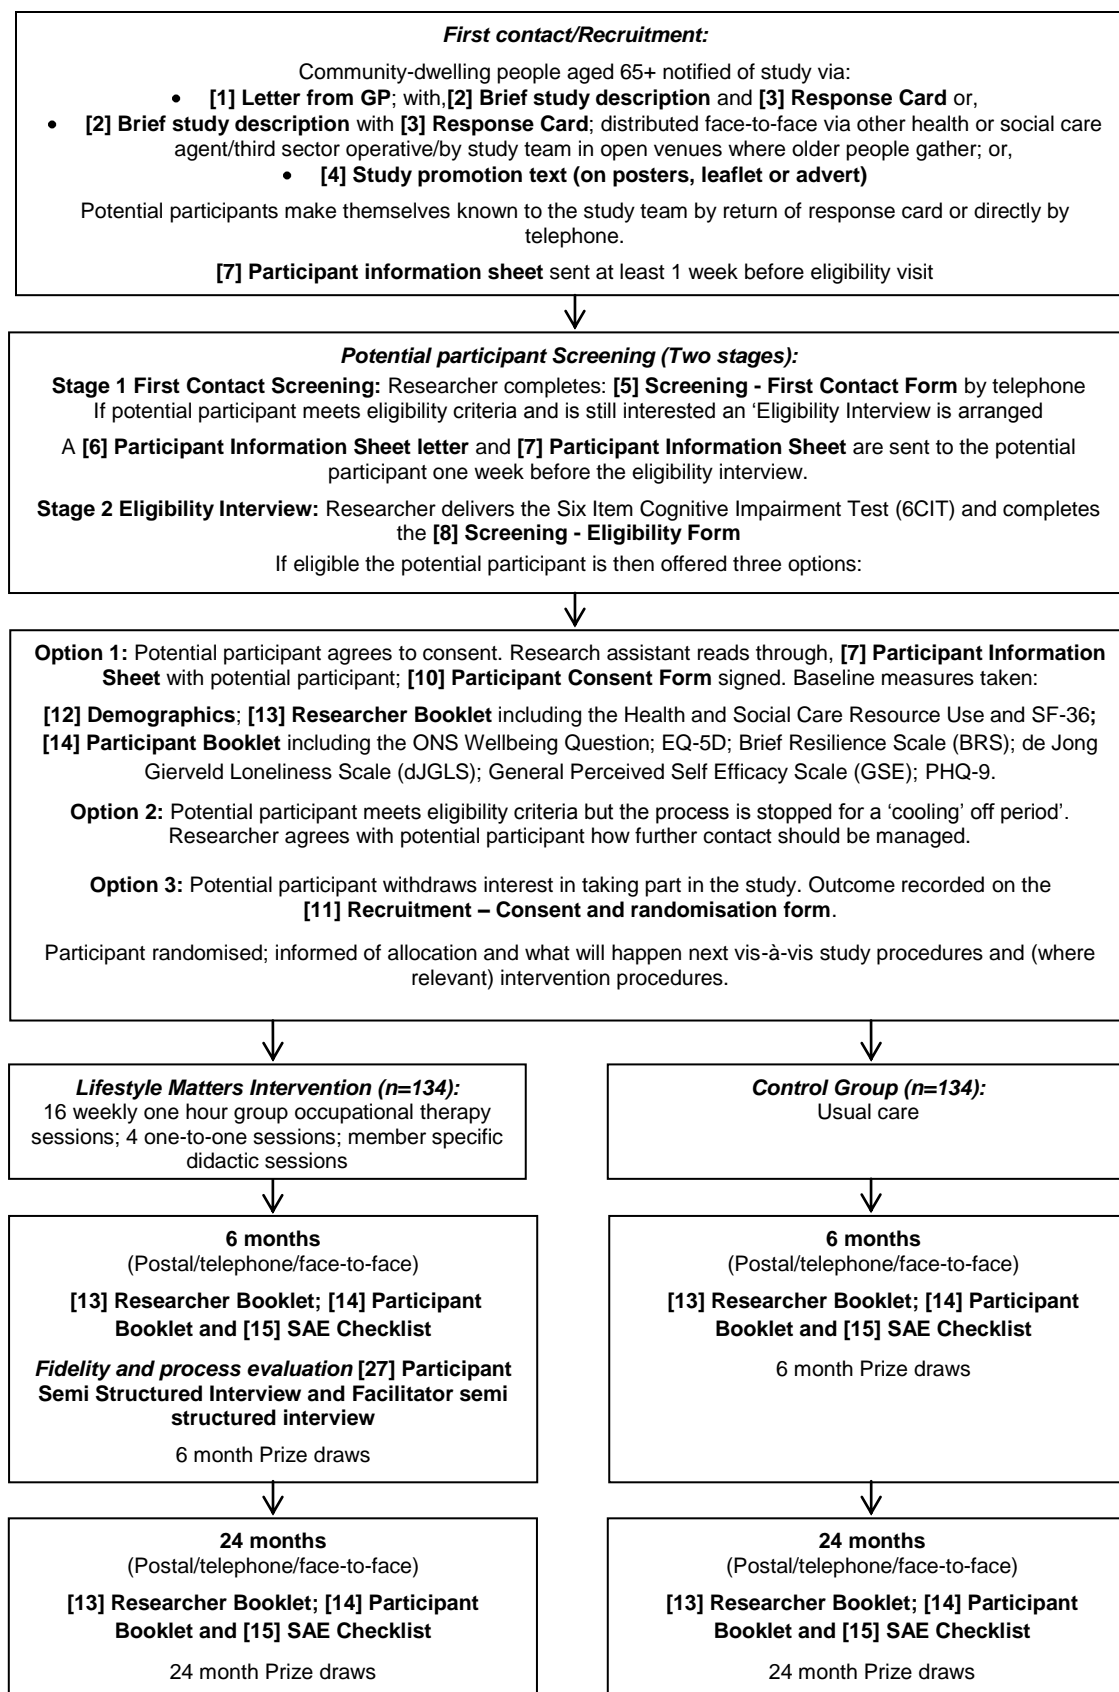 First contact/Recruitment:
Community-dwelling people aged 65+ notified of study via:
• [1] Letter from GP; with,[2] Brief study description and [3] Response Card or,
• [2] Brief study description with [3] Response Card; distributed face-to-face via other health or social care
agent/third sector operative/by study team in open venues where older people gather; or,
• [4] Study promotion text (on posters, leaflet or advert)
Potential participants make themselves known to the study team by return of response card or directly by
telephone.
[7] Participant information sheet sent at least 1 week before eligibility visit
Potential participant Screening (Two stages):
Stage 1 First Contact Screening: Researcher completes: [5] Screening - First Contact Form by telephone
If potential participant meets eligibility criteria and is still interested an ‘Eligibility Interview is arranged
A [6] Participant Information Sheet letter and [7] Participant Information Sheet are sent to the potential
participant one week before the eligibility interview.
Stage 2 Eligibility Interview: Researcher delivers the Six Item Cognitive Impairment Test (6CIT) and completes
the [8] Screening - Eligibility Form
If eligible the potential participant is then offered three options:
Option 1: Potential participant agrees to consent. Research assistant reads through, [7] Participant Information
Sheet with potential participant; [10] Participant Consent Form signed. Baseline measures taken:
[12] Demographics; [13] Researcher Booklet including the Health and Social Care Resource Use and SF-36;
[14] Participant Booklet including the ONS Wellbeing Question; EQ-5D; Brief Resilience Scale (BRS); de Jong
Gierveld Loneliness Scale (dJGLS); General Perceived Self Efficacy Scale (GSE); PHQ-9.
Option 2: Potential participant meets eligibility criteria but the process is stopped for a ‘cooling’ off period’.
Researcher agrees with potential participant how further contact should be managed.
Option 3: Potential participant withdraws interest in taking part in the study. Outcome recorded on the
[11] Recruitment – Consent and randomisation form.
Participant randomised; informed of allocation and what will happen next vis-à-vis study procedures and (where
relevant) intervention procedures.
Lifestyle Matters Intervention (n=134):
16 weekly one hour group occupational therapy
sessions; 4 one-to-one sessions; member specific
didactic sessions
Control Group (n=134):
Usual care
6 months
(Postal/telephone/face-to-face)
[13] Researcher Booklet; [14] Participant
Booklet and [15] SAE Checklist
Fidelity and process evaluation [27] Participant
Semi Structured Interview and Facilitator semi
structured interview
6 month Prize draws
6 months
(Postal/telephone/face-to-face)
[13] Researcher Booklet; [14] Participant
Booklet and [15] SAE Checklist
6 month Prize draws
24 months
(Postal/telephone/face-to-face)
[13] Researcher Booklet; [14] Participant
Booklet and [15] SAE Checklist
24 month Prize draws
24 months
(Postal/telephone/face-to-face)
[13] Researcher Booklet; [14] Participant
Booklet and [15] SAE Checklist
24 month Prize draws